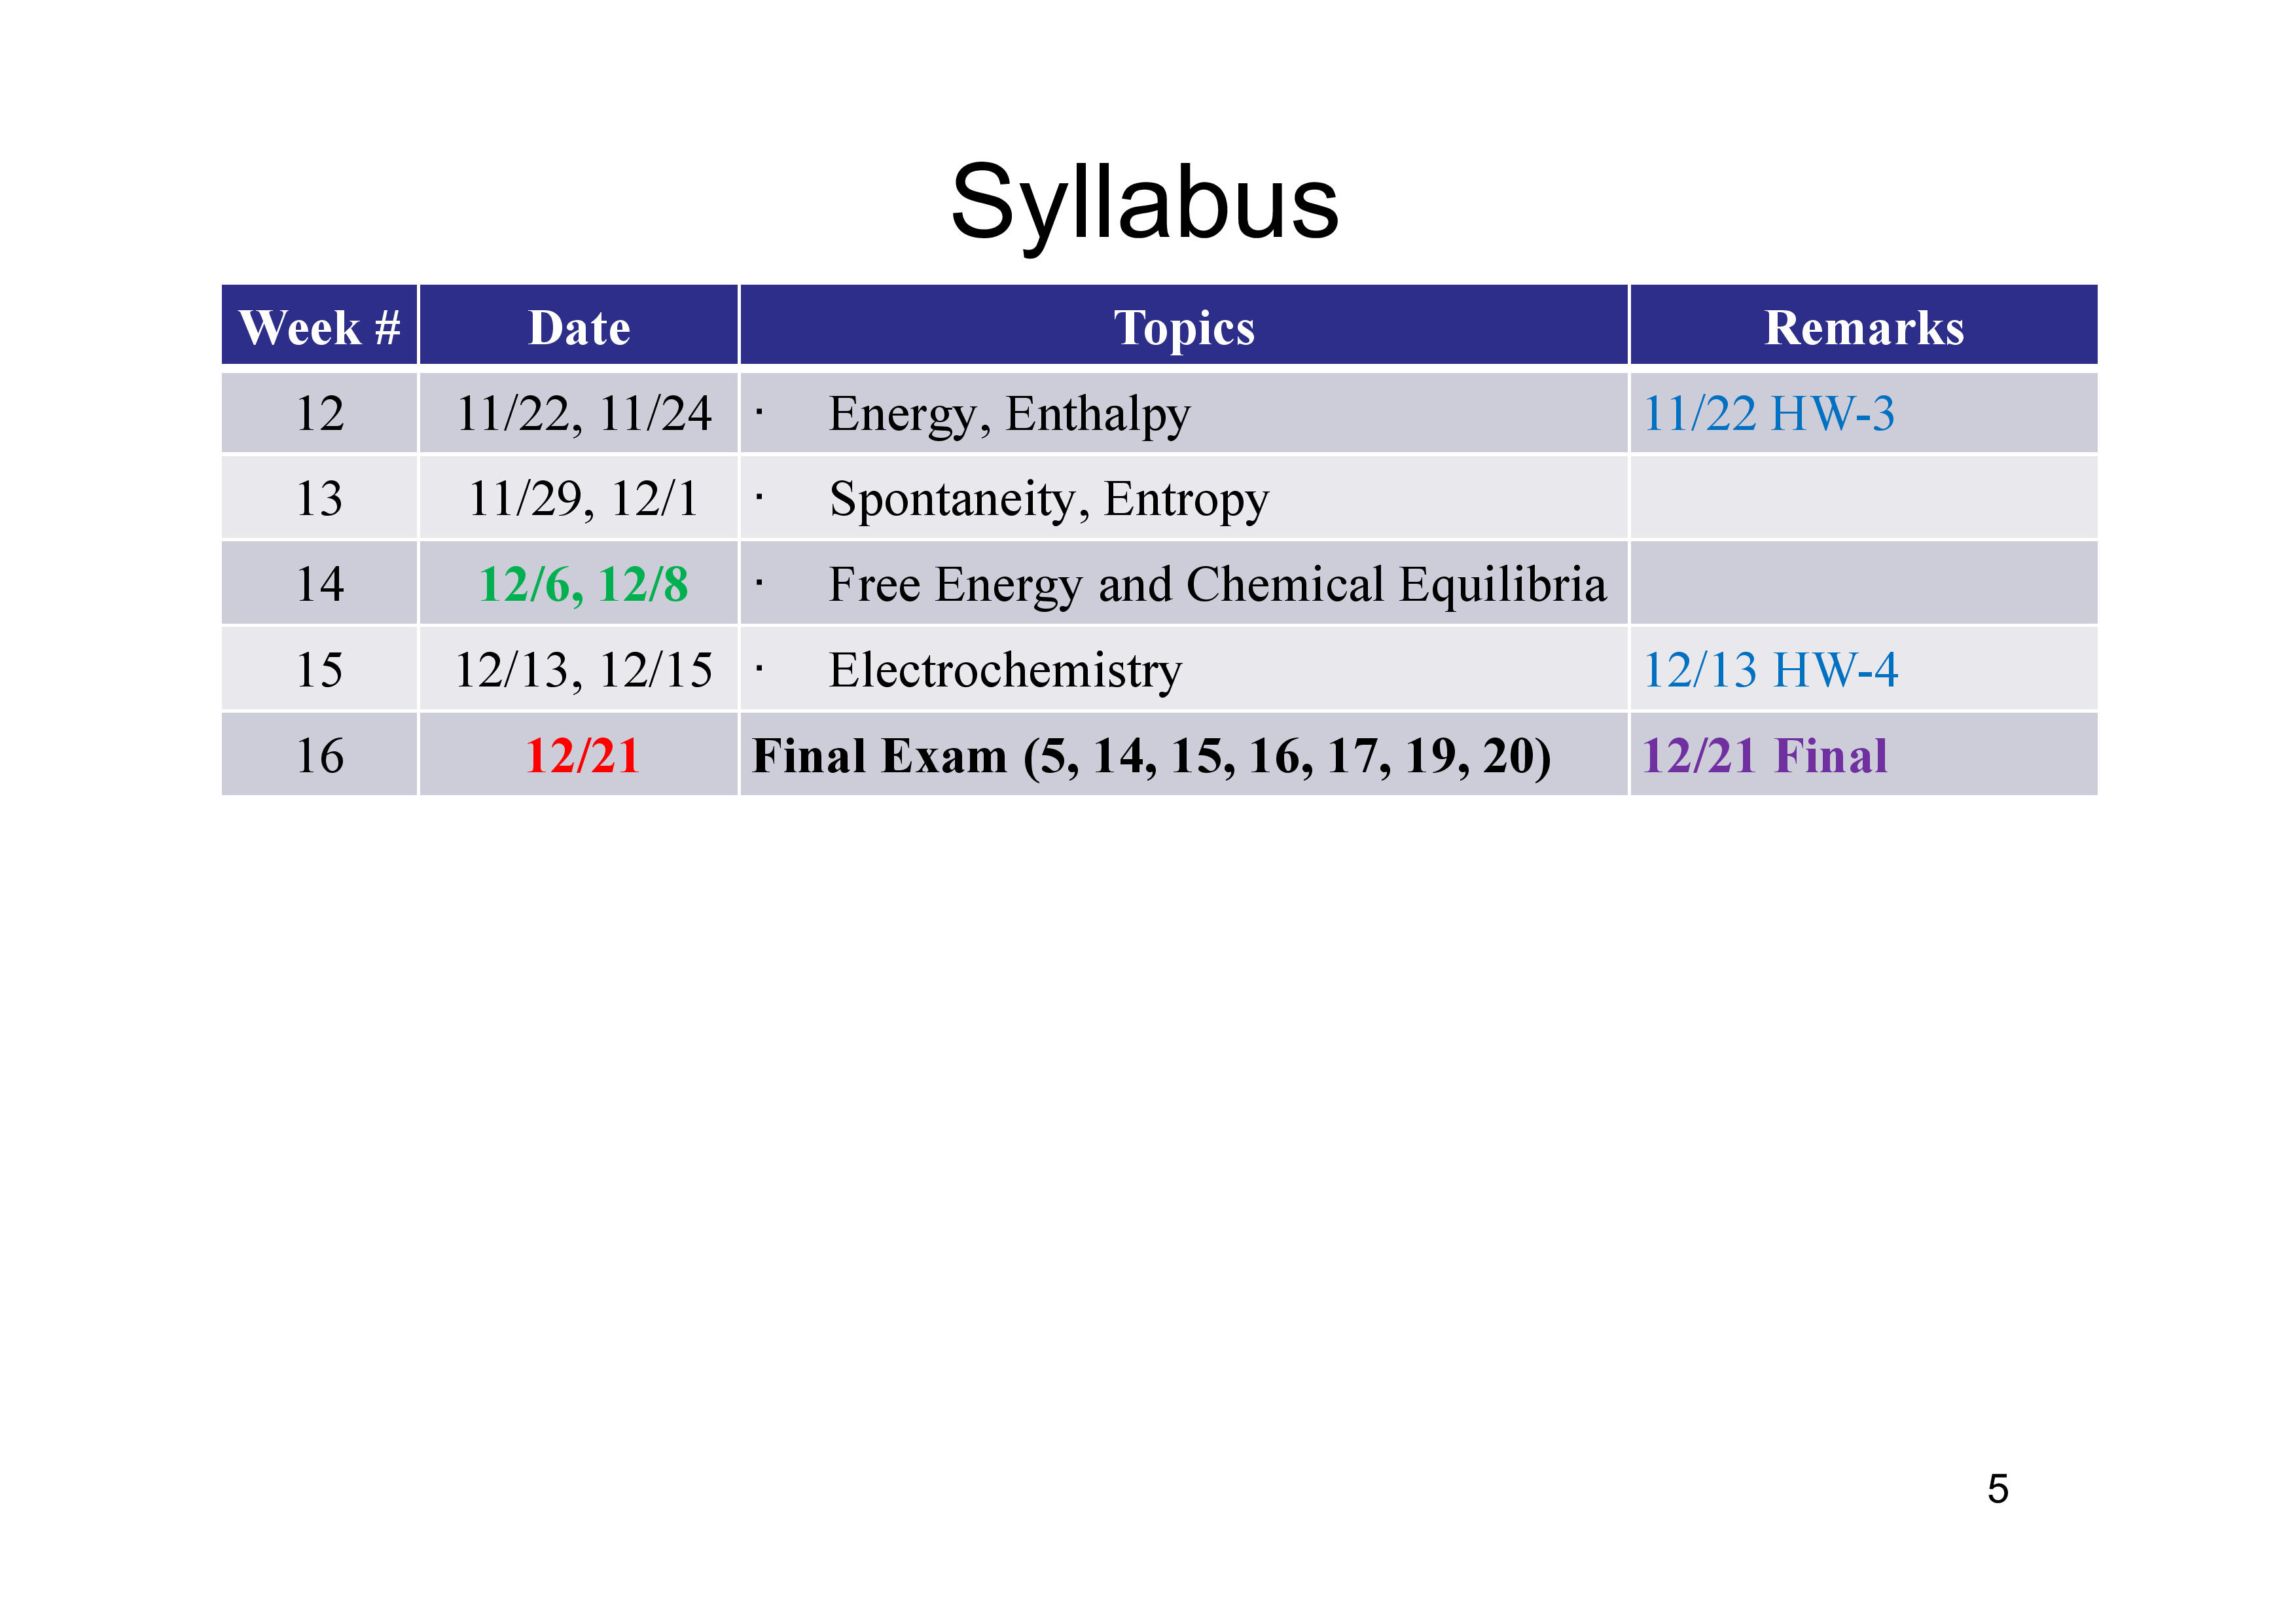 Syllabus
Week # Date Topics Remarks
12 11/22, 11/24 · Energy, Enthalpy 11/22 HW-3
13 11/29, 12/1 · Spontaneity, Entropy
14 12/6, 12/8 · Free Energy and Chemical Equilibria
15 12/13, 12/15 · Electrochemistry 12/13 HW-4
16 12/21 Final Exam (5, 14, 15, 16, 17, 19, 20) 12/21 Final
5